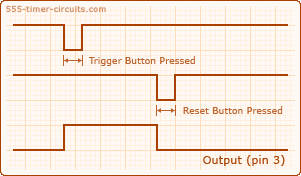 555-timer-circuits.com
Trigger Button Pressed
Reset Button Pressed
Output (pin 3)